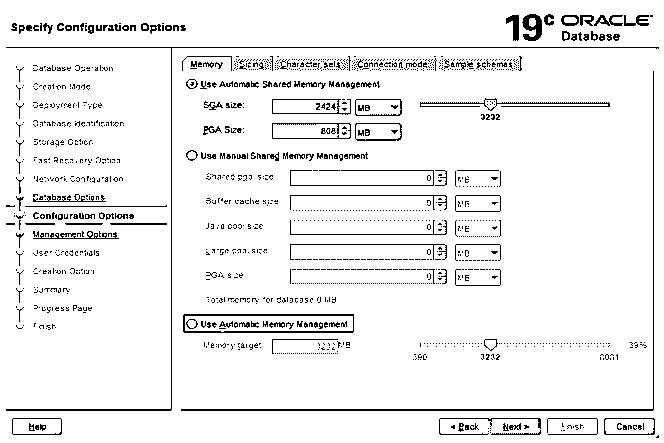 Specify Configuration Options
19c ORACLE Database
Database Operation
Creation Mode
Deployment Type
Database Identification
Storage Option
Fast Recovery Option
Network Configuration
Database Options
Configuration Options
Management Options
User Credentials
Creation Option
Summary
Progress Page
Finish
Memory Sizing Character sets Connection mode Sample schemas
Use Automatic Shared Memory Management
SGA size: 2424 MB
3232
PGA Size: 808 MB
Use Manual Shared Memory Management
Shared pool size 0 MB
Buffer cache size 0 MB
Java pool size 0 MB
Large pool size 0 MB
PGA size 0 MB
Total memory for database 0 MB
Use Automatic Memory Management
Memory target: 3232 MB 39%
390 3232 8081
Help < Back Next > Finish Cancel